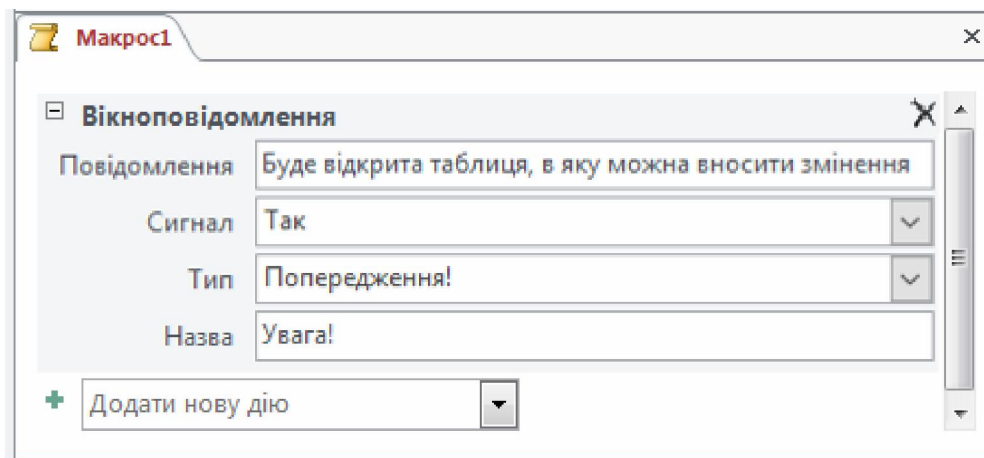 Макрос1
Вікноповідомлення
Повідомлення Буде відкрита таблиця, в яку можна вносити змінення
Сигнал Так
Тип Попередження!
Назва Увага!
Додати нову дію